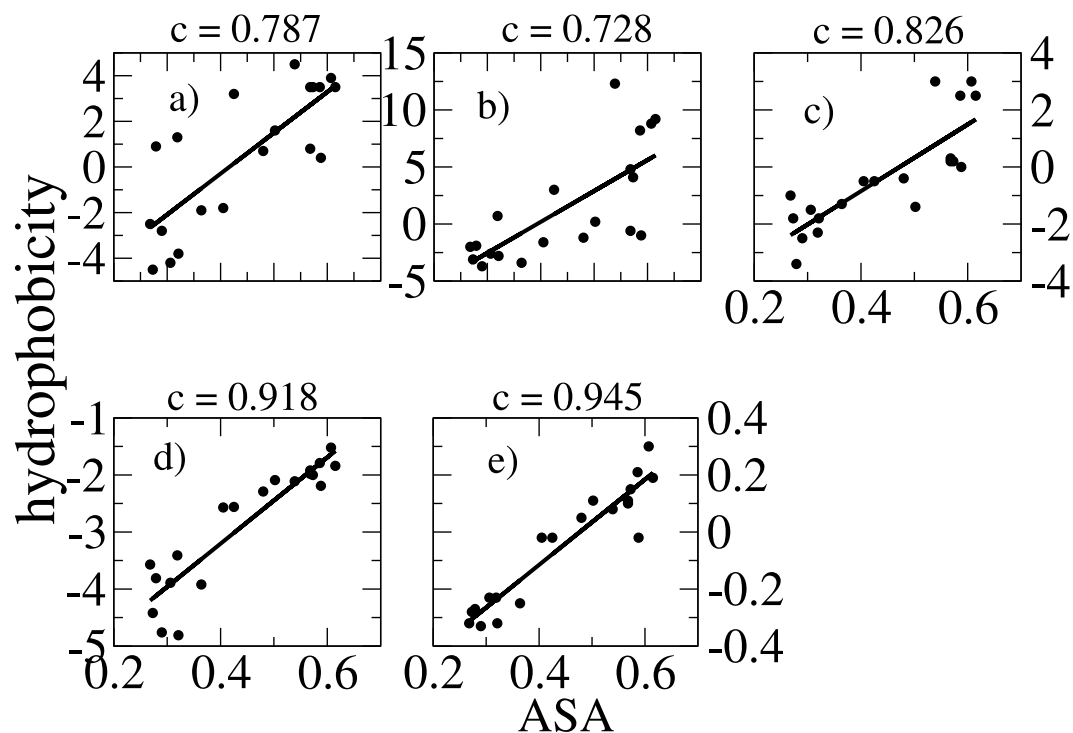 c = 0.787
c = 0.728
c = 0.826
4
2
0
-2
-4
a)
15
10
5
0
-5
b)
4
2
0
-2
-4
c)
0.2
0.4
0.6
hydrophobicity
c = 0.918
c = 0.945
-1
-2
-3
-4
-5
d)
0.2
0.4
0.6
0.4
0.2
0
-0.2
-0.4
e)
0.2
0.4
0.6
ASA